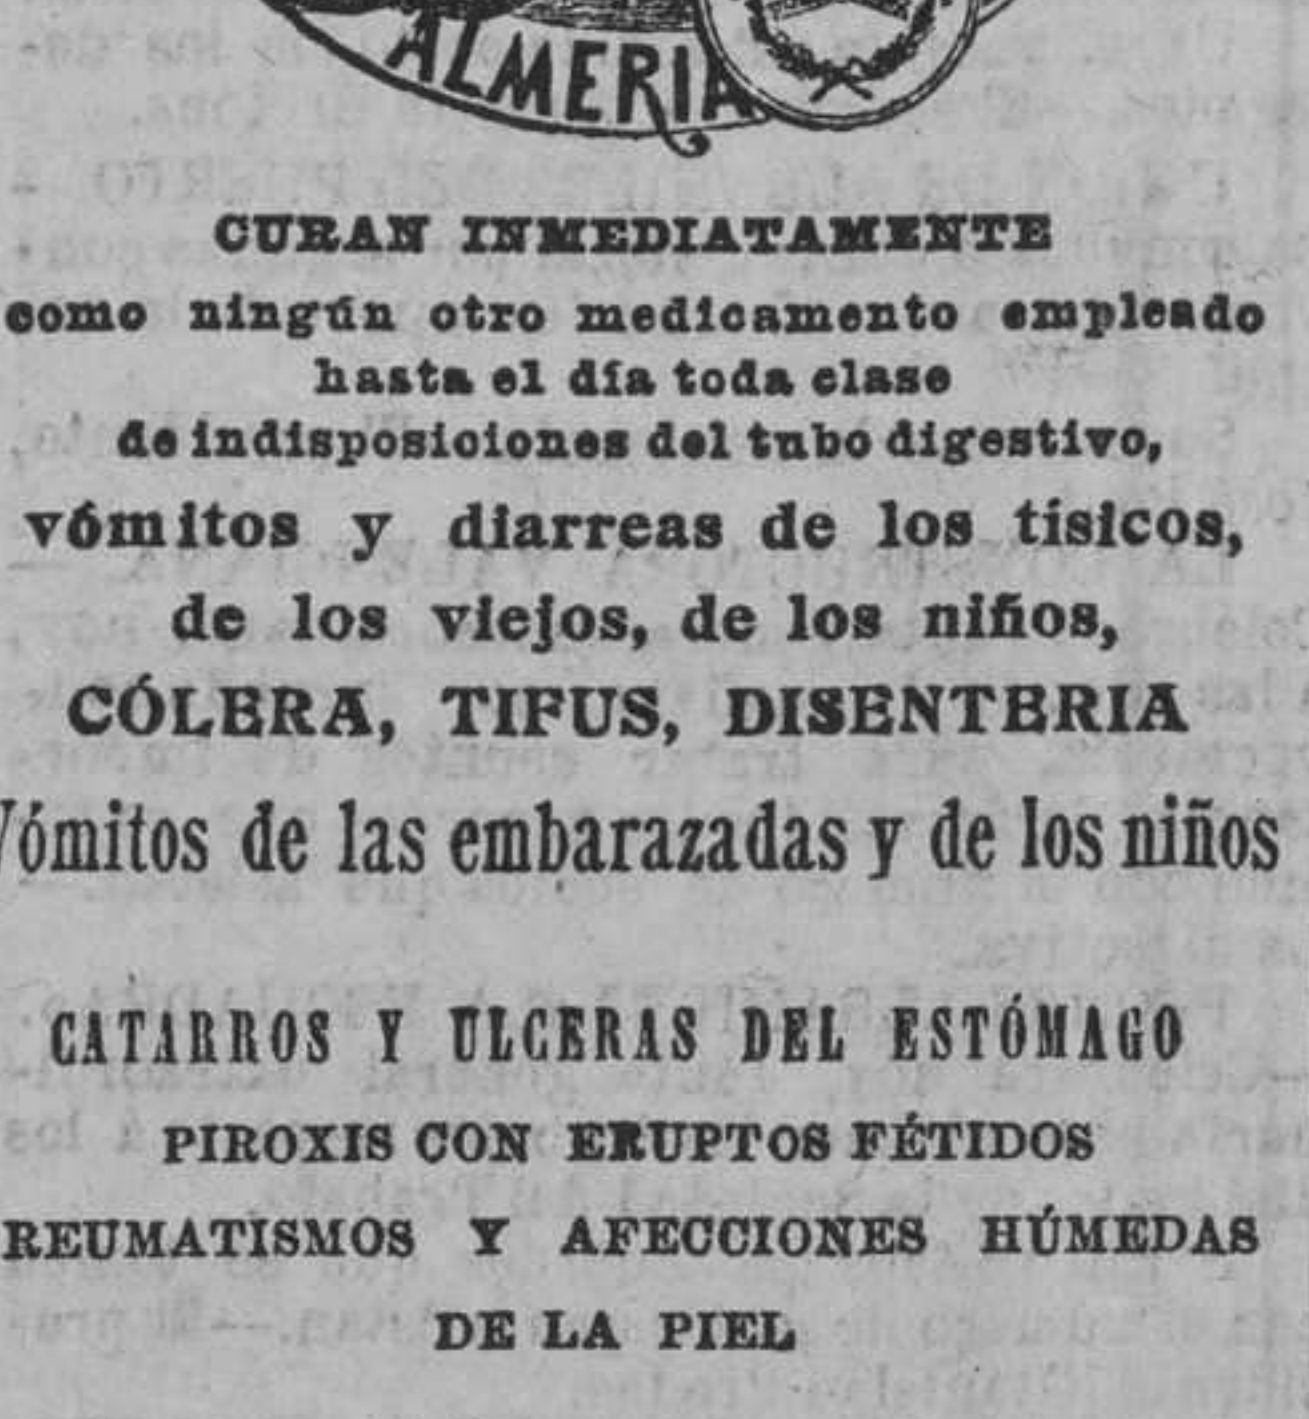 ALMERIA
CURAN INMEDIATAMENTE
como ningún otro medicamento empleado
hasta el día toda clase
de indisposiciones del tubo digestivo,
vómitos y diarreas de los tísicos,
de los viejos, de los niños,
CÓLERA, TIFUS, DISENTERIA
Vómitos de las embarazadas y de los niños
CATARROS Y ULCERAS DEL ESTÓMAGO
PIROXIS CON ERUPTOS FÉTIDOS
REUMATISMOS Y AFECCIONES HÚMEDAS
DE LA PIEL